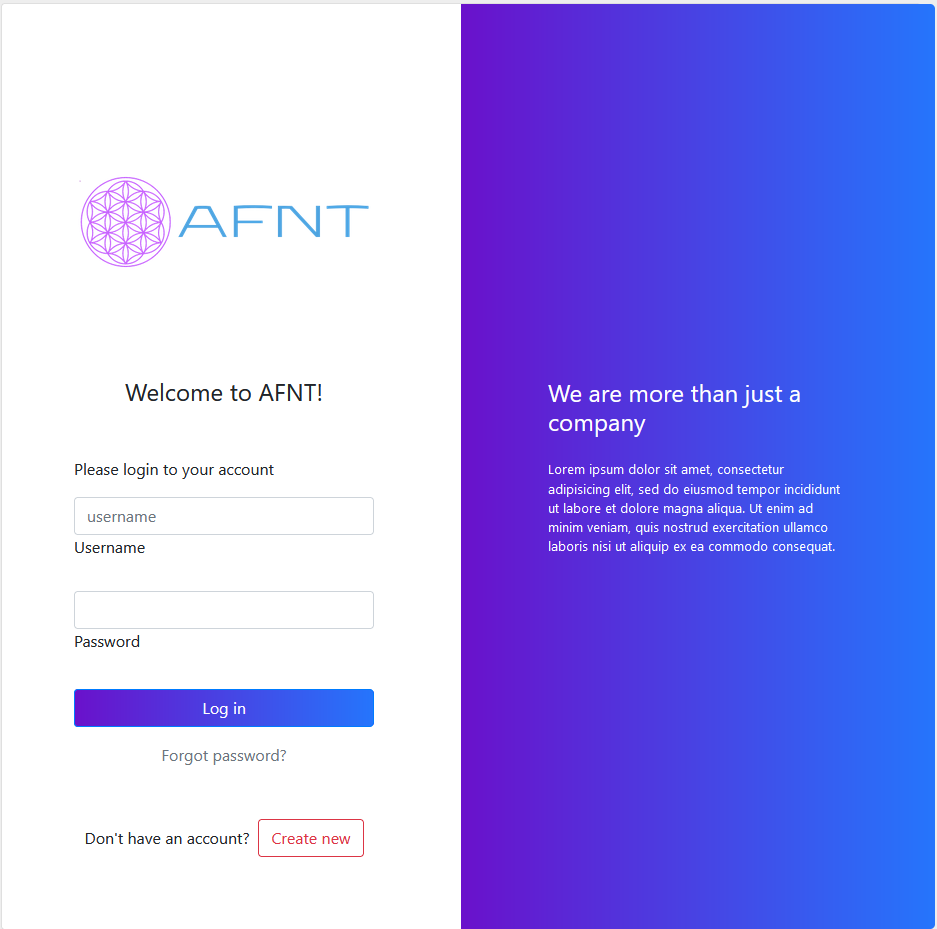 AFNT
Welcome to AFNT!
Please login to your account
username
Username
Password
Log in
Forgot password?
Don't have an account? Create new
We are more than just a
company
Lorem ipsum dolor sit amet, consectetur
adipisicing elit, sed do eiusmod tempor incididunt
ut labore et dolore magna aliqua. Ut enim ad
minim veniam, quis nostrud exercitation ullamco
laboris nisi ut aliquip ex ea commodo consequat.